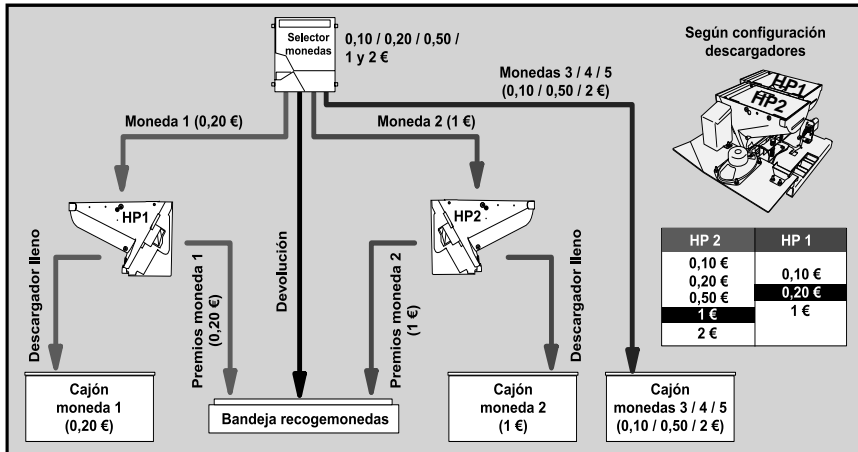 Selector
monedas
0,10 / 0,20 / 0,50 /
1 y 2 €
Según configuración
descargadores
HP1
HP2
Monedas 3 / 4 / 5
(0,10 / 0,50 / 2 €)
Moneda 1 (0,20 €)
Moneda 2 (1 €)
HP1
HP2
Descargador lleno
Premios moneda 1
(0,20 €)
Devolución
Premios moneda 2
(1 €)
Descargador lleno
HP 2
HP 1
0,10 €
0,20 €
0,50 €
1 €
2 €
0,10 €
0,20 €
1 €
Cajón
moneda 1
(0,20 €)
Bandeja recogemonedas
Cajón
moneda 2
(1 €)
Cajón
monedas 3 / 4 / 5
(0,10 / 0,50 / 2 €)